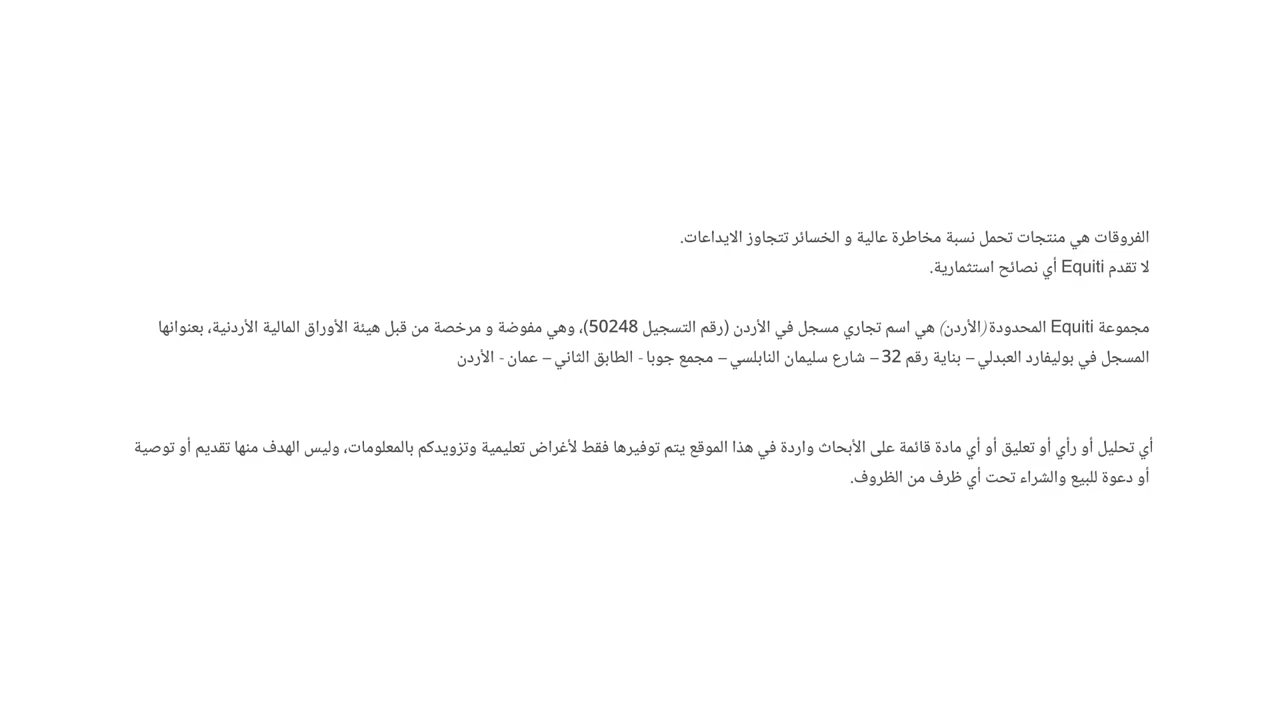 الفروقات هي منتجات تحمل نسبة مخاطرة عالية و الخسائر تتجاوز الايداعات.
لا تقدم Equiti أي نصائح استثمارية.
مجموعة Equiti المحدودة (الأردن) هي اسم تجاري مسجل في الأردن (رقم التسجيل 50248)، وهي مفوضة و مرخصة من قبل هيئة الأوراق المالية الأردنية، بعنوانها
المسجل في بوليفارد العبدلي – بناية رقم 32 – شارع سليمان النابلسي – مجمع جوبا - الطابق الثاني – عمان - الأردن
أي تحليل أو رأي أو تعليق أو أي مادة قائمة على الأبحاث واردة في هذا الموقع يتم توفيرها فقط لأغراض تعليمية وتزويدكم بالمعلومات، وليس الهدف منها تقديم أو توصية
أو دعوة للبيع والشراء تحت أي ظرف من الظروف.